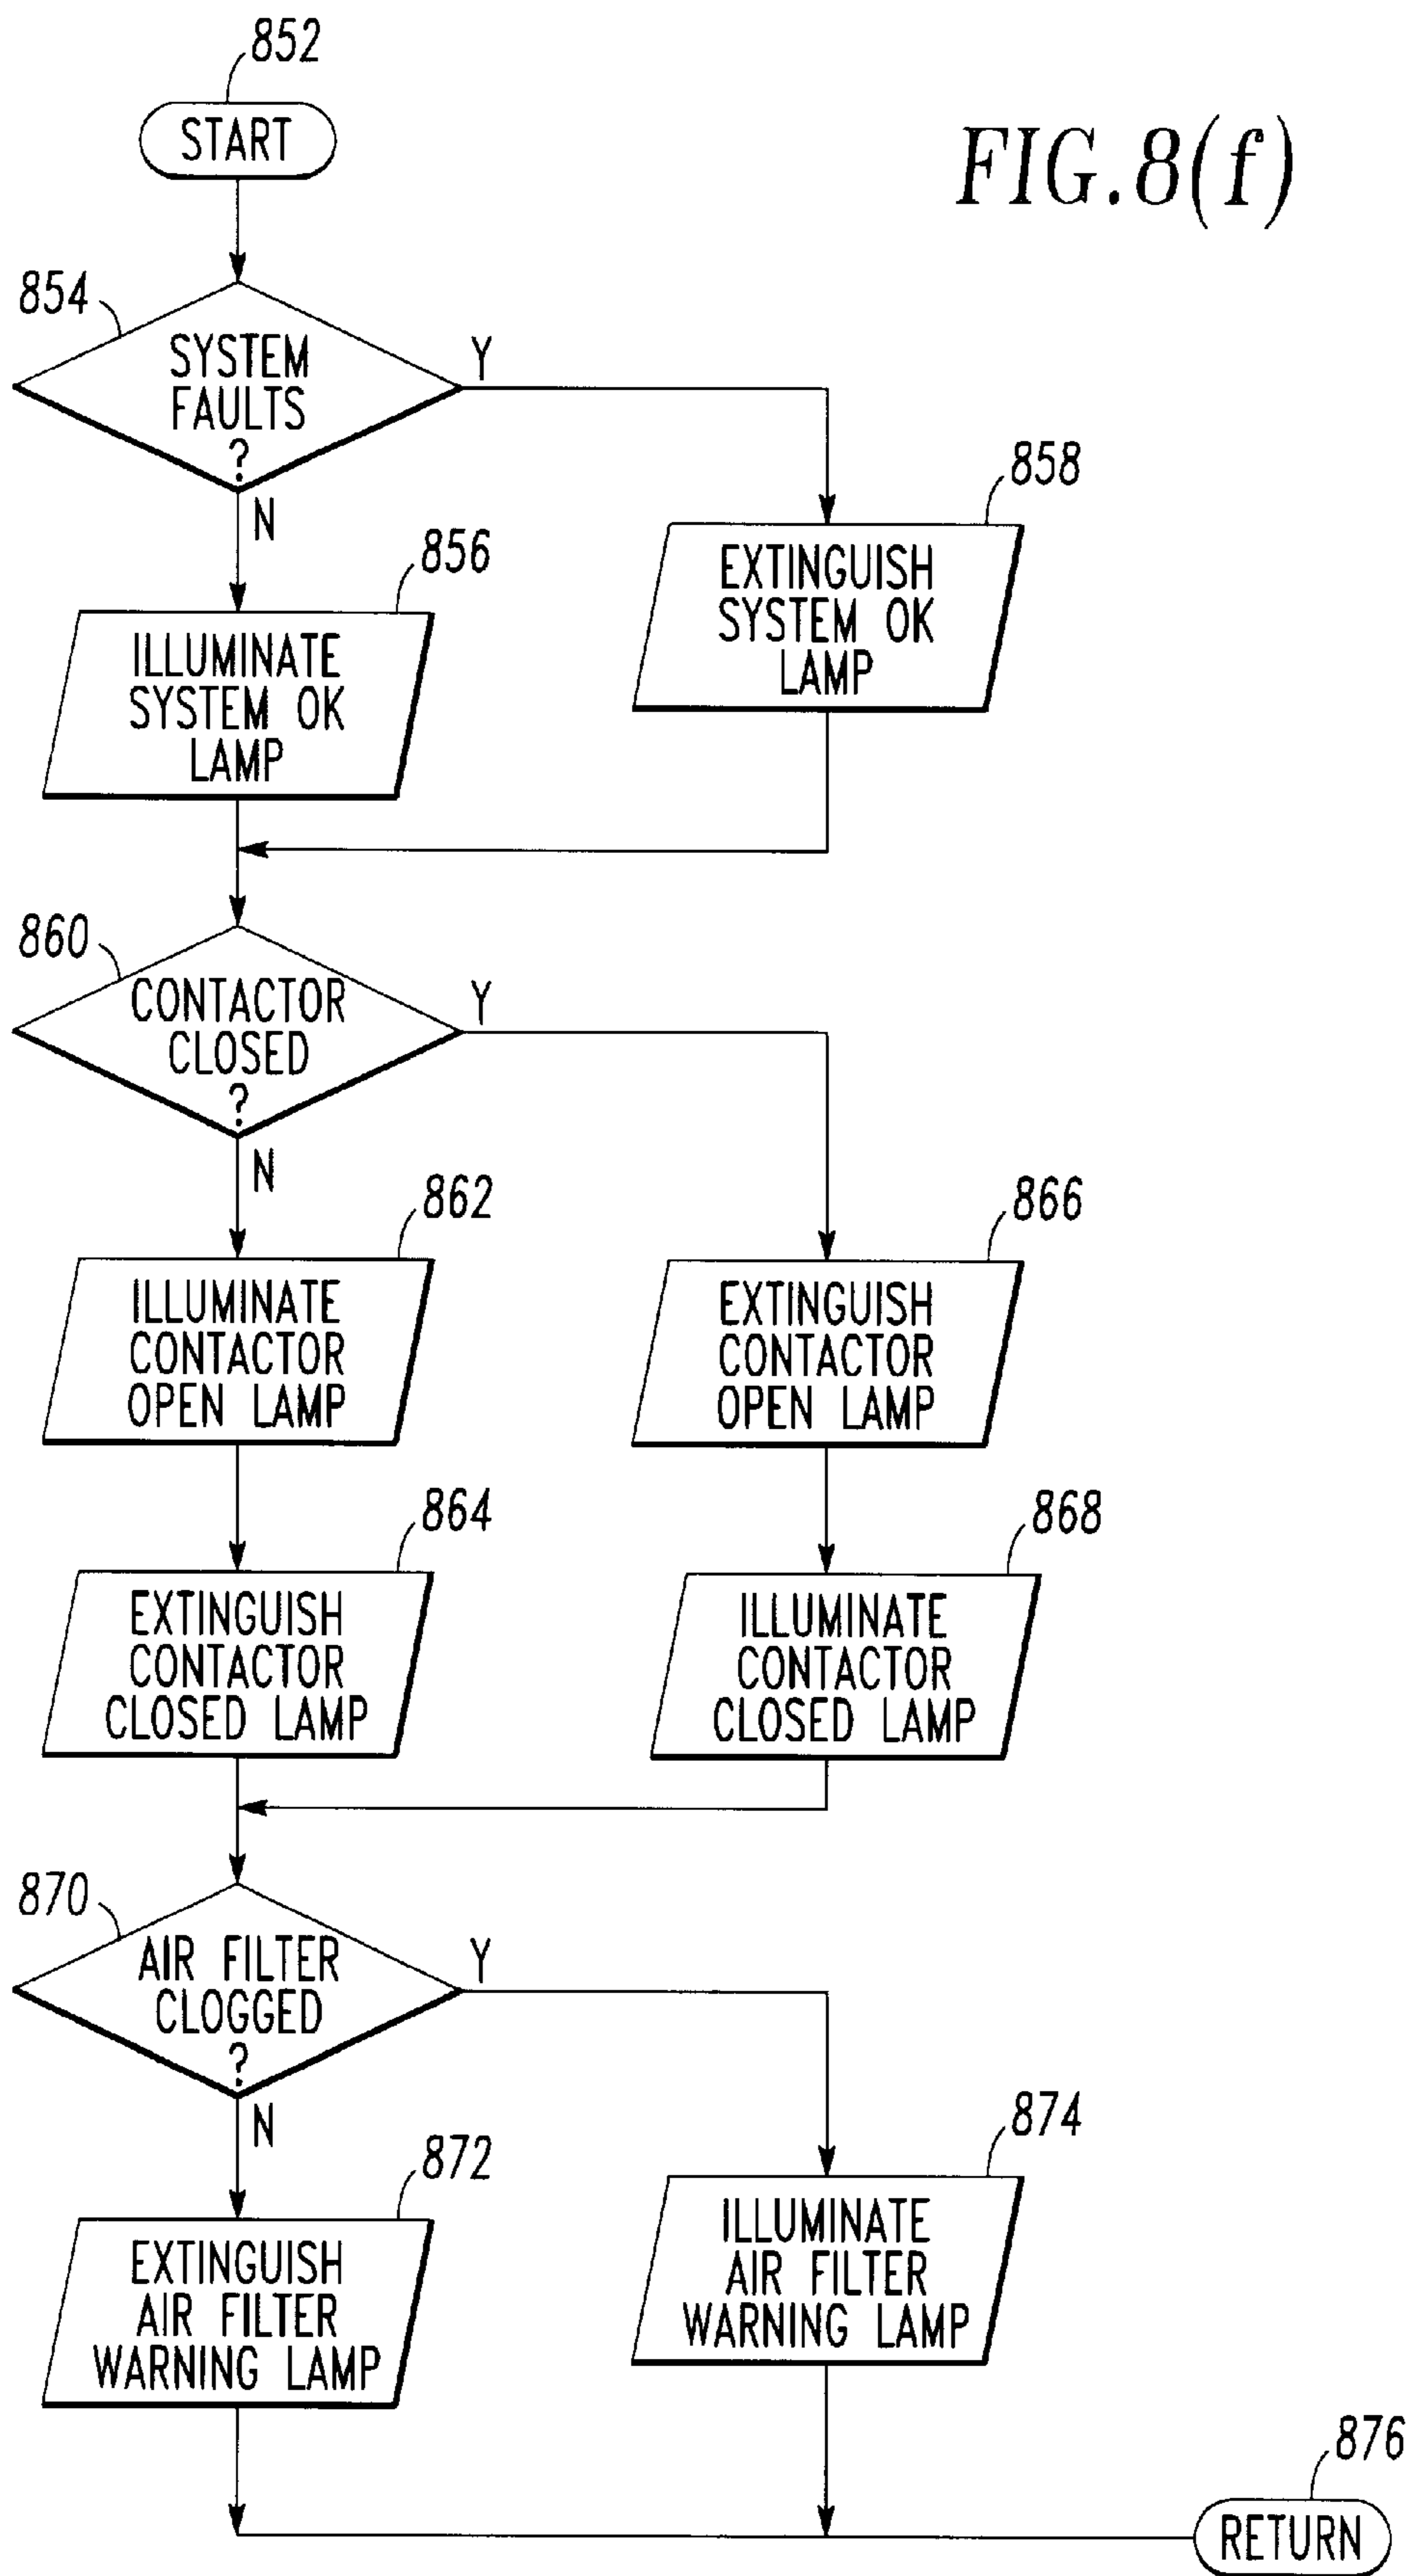 852
START
FIG.8(f)
854
SYSTEM
FAULTS
?
Y
N
858
EXTINGUISH
SYSTEM OK
LAMP
856
ILLUMINATE
SYSTEM OK
LAMP
860
CONTACTOR
CLOSED
?
Y
N
862
ILLUMINATE
CONTACTOR
OPEN LAMP
866
EXTINGUISH
CONTACTOR
OPEN LAMP
864
EXTINGUISH
CONTACTOR
CLOSED LAMP
868
ILLUMINATE
CONTACTOR
CLOSED LAMP
870
AIR FILTER
CLOGGED
?
Y
N
872
EXTINGUISH
AIR FILTER
WARNING LAMP
874
ILLUMINATE
AIR FILTER
WARNING LAMP
876
RETURN